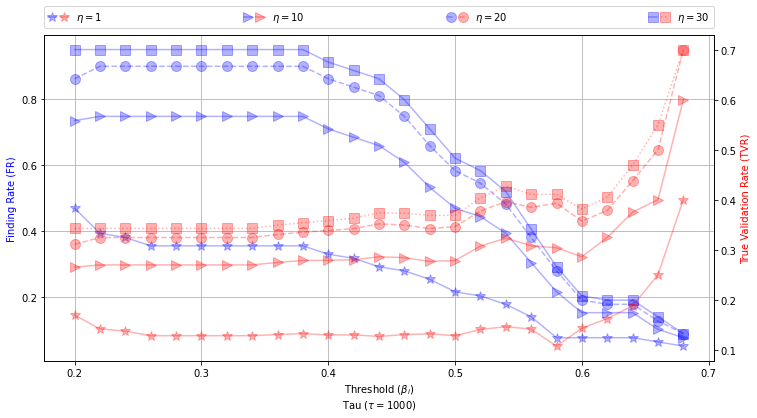 η = 1 η = 10 η = 20 η = 30
Finding Rate (FR)
0.8
0.6
0.4
0.2
0.7
0.6
0.5
0.4
0.3
0.2
0.1
True Validation Rate (TVR)
0.2 0.3 0.4 0.5 0.6 0.7
Threshold (βᵢ)
Tau (τ = 1000)